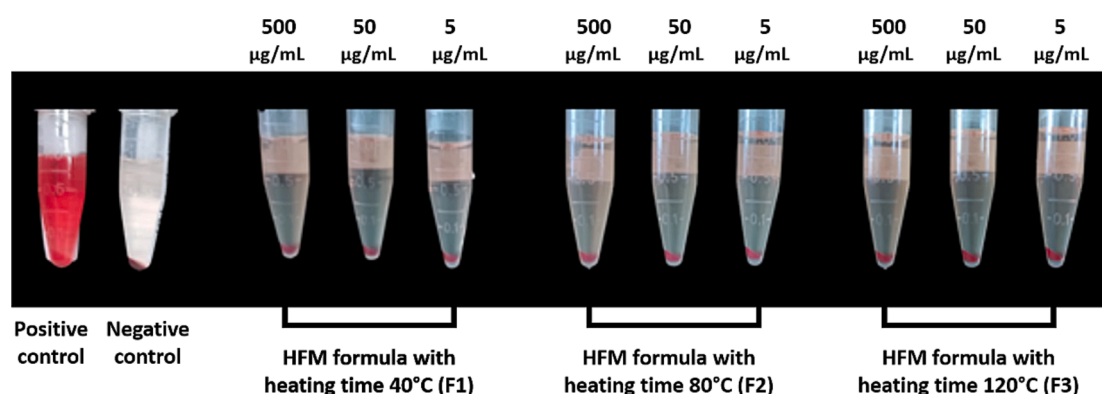 500 50 5 500 50 5 500 50 5
µg/mL µg/mL µg/mL µg/mL µg/mL µg/mL µg/mL µg/mL µg/mL
Positive control
Negative control
HFM formula with
heating time 40°C (F1)
HFM formula with
heating time 80°C (F2)
HFM formula with
heating time 120°C (F3)